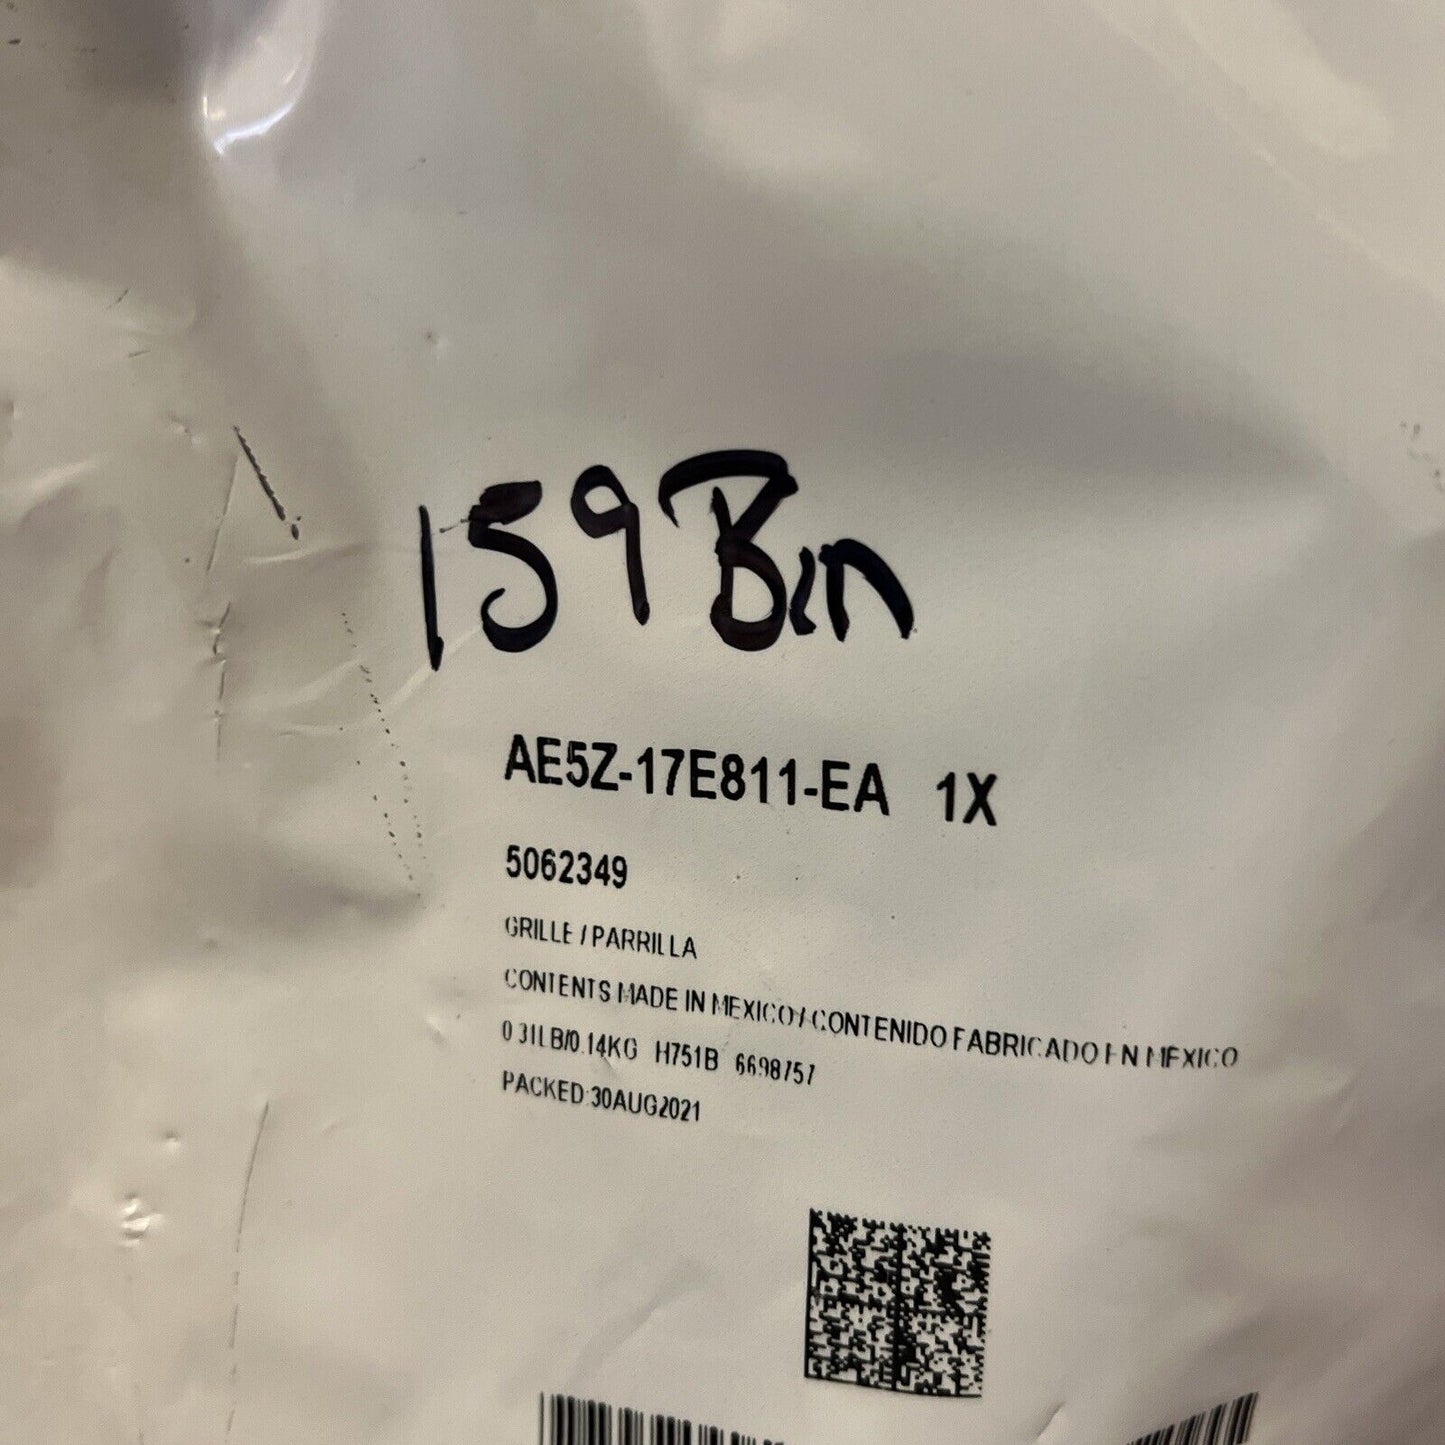 159 Bin
AE5Z-17E811-EA 1X
5062349
GRILLE / PARRILLA
CONTENTS MADE IN MEXICO / CONTENIDO FABRICADO EN MEXICO
0.31LB/0.14KG H751B 6698757
PACKED:30AUG2021